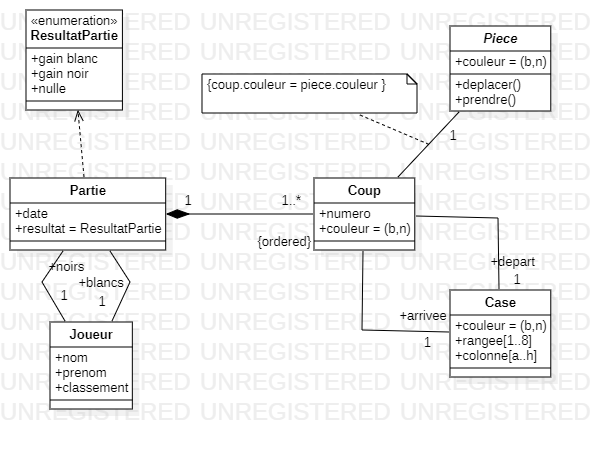 UNREGISTERED UNREGISTERED UNREGISTERED
«enumeration»
ResultatPartie
+gain blanc
+gain noir
+nulle
Piece
+couleur = (b,n)
+deplacer()
+prendre()
{coup.couleur = piece.couleur }
1
Partie
+date
+resultat = ResultatPartie
1
1..*
{ordered}
Coup
+numero
+couleur = (b,n)
+noirs
1
+blancs
1
+depart
1
+arrivee
1
Case
+couleur = (b,n)
+rangee[1..8]
+colonne[a..h]
Joueur
+nom
+prenom
+classement